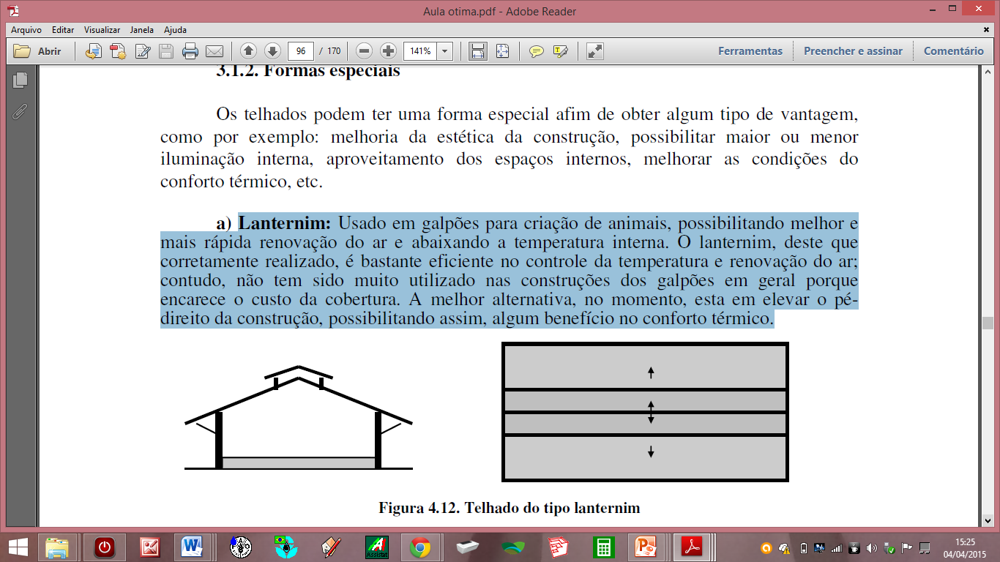 Aula otima.pdf - Adobe Reader
Arquivo Editar Visualizar Janela Ajuda
Abrir 96 / 170 141% Ferramentas Preencher e assinar Comentário
3.1.2. Formas especiais
Os telhados podem ter uma forma especial afim de obter algum tipo de vantagem,
como por exemplo: melhoria da estética da construção, possibilitar maior ou menor
iluminação interna, aproveitamento dos espaços internos, melhorar as condições do
conforto térmico, etc.
a) Lanternim: Usado em galpões para criação de animais, possibilitando melhor e
mais rápida renovação do ar e abaixando a temperatura interna. O lanternim, deste que
corretamente realizado, é bastante eficiente no controle da temperatura e renovação do ar;
contudo, não tem sido muito utilizado nas construções dos galpões em geral porque
encarece o custo da cobertura. A melhor alternativa, no momento, esta em elevar o pé-
direito da construção, possibilitando assim, algum benefício no conforto térmico.
Figura 4.12. Telhado do tipo lanternim
15:25
04/04/2015